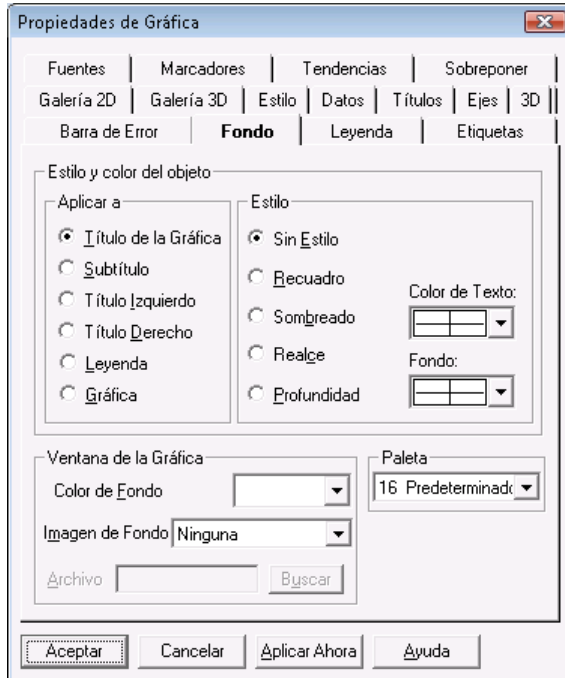 Propiedades de Gráfica
Fuentes Marcadores Tendencias Sobreponer
Galería 2D Galería 3D Estilo Datos Títulos Ejes 3D
Barra de Error Fondo Leyenda Etiquetas
Estilo y color del objeto
Aplicar a
Título de la Gráfica
Subtítulo
Título Izquierdo
Título Derecho
Leyenda
Gráfica
Estilo
Sin Estilo
Recuadro
Sombreado
Realce
Profundidad
Color de Texto:
Fondo:
Ventana de la Gráfica
Color de Fondo
Imagen de Fondo Ninguna
Archivo Buscar
Paleta
16 Predeterminado
Aceptar Cancelar Aplicar Ahora Ayuda